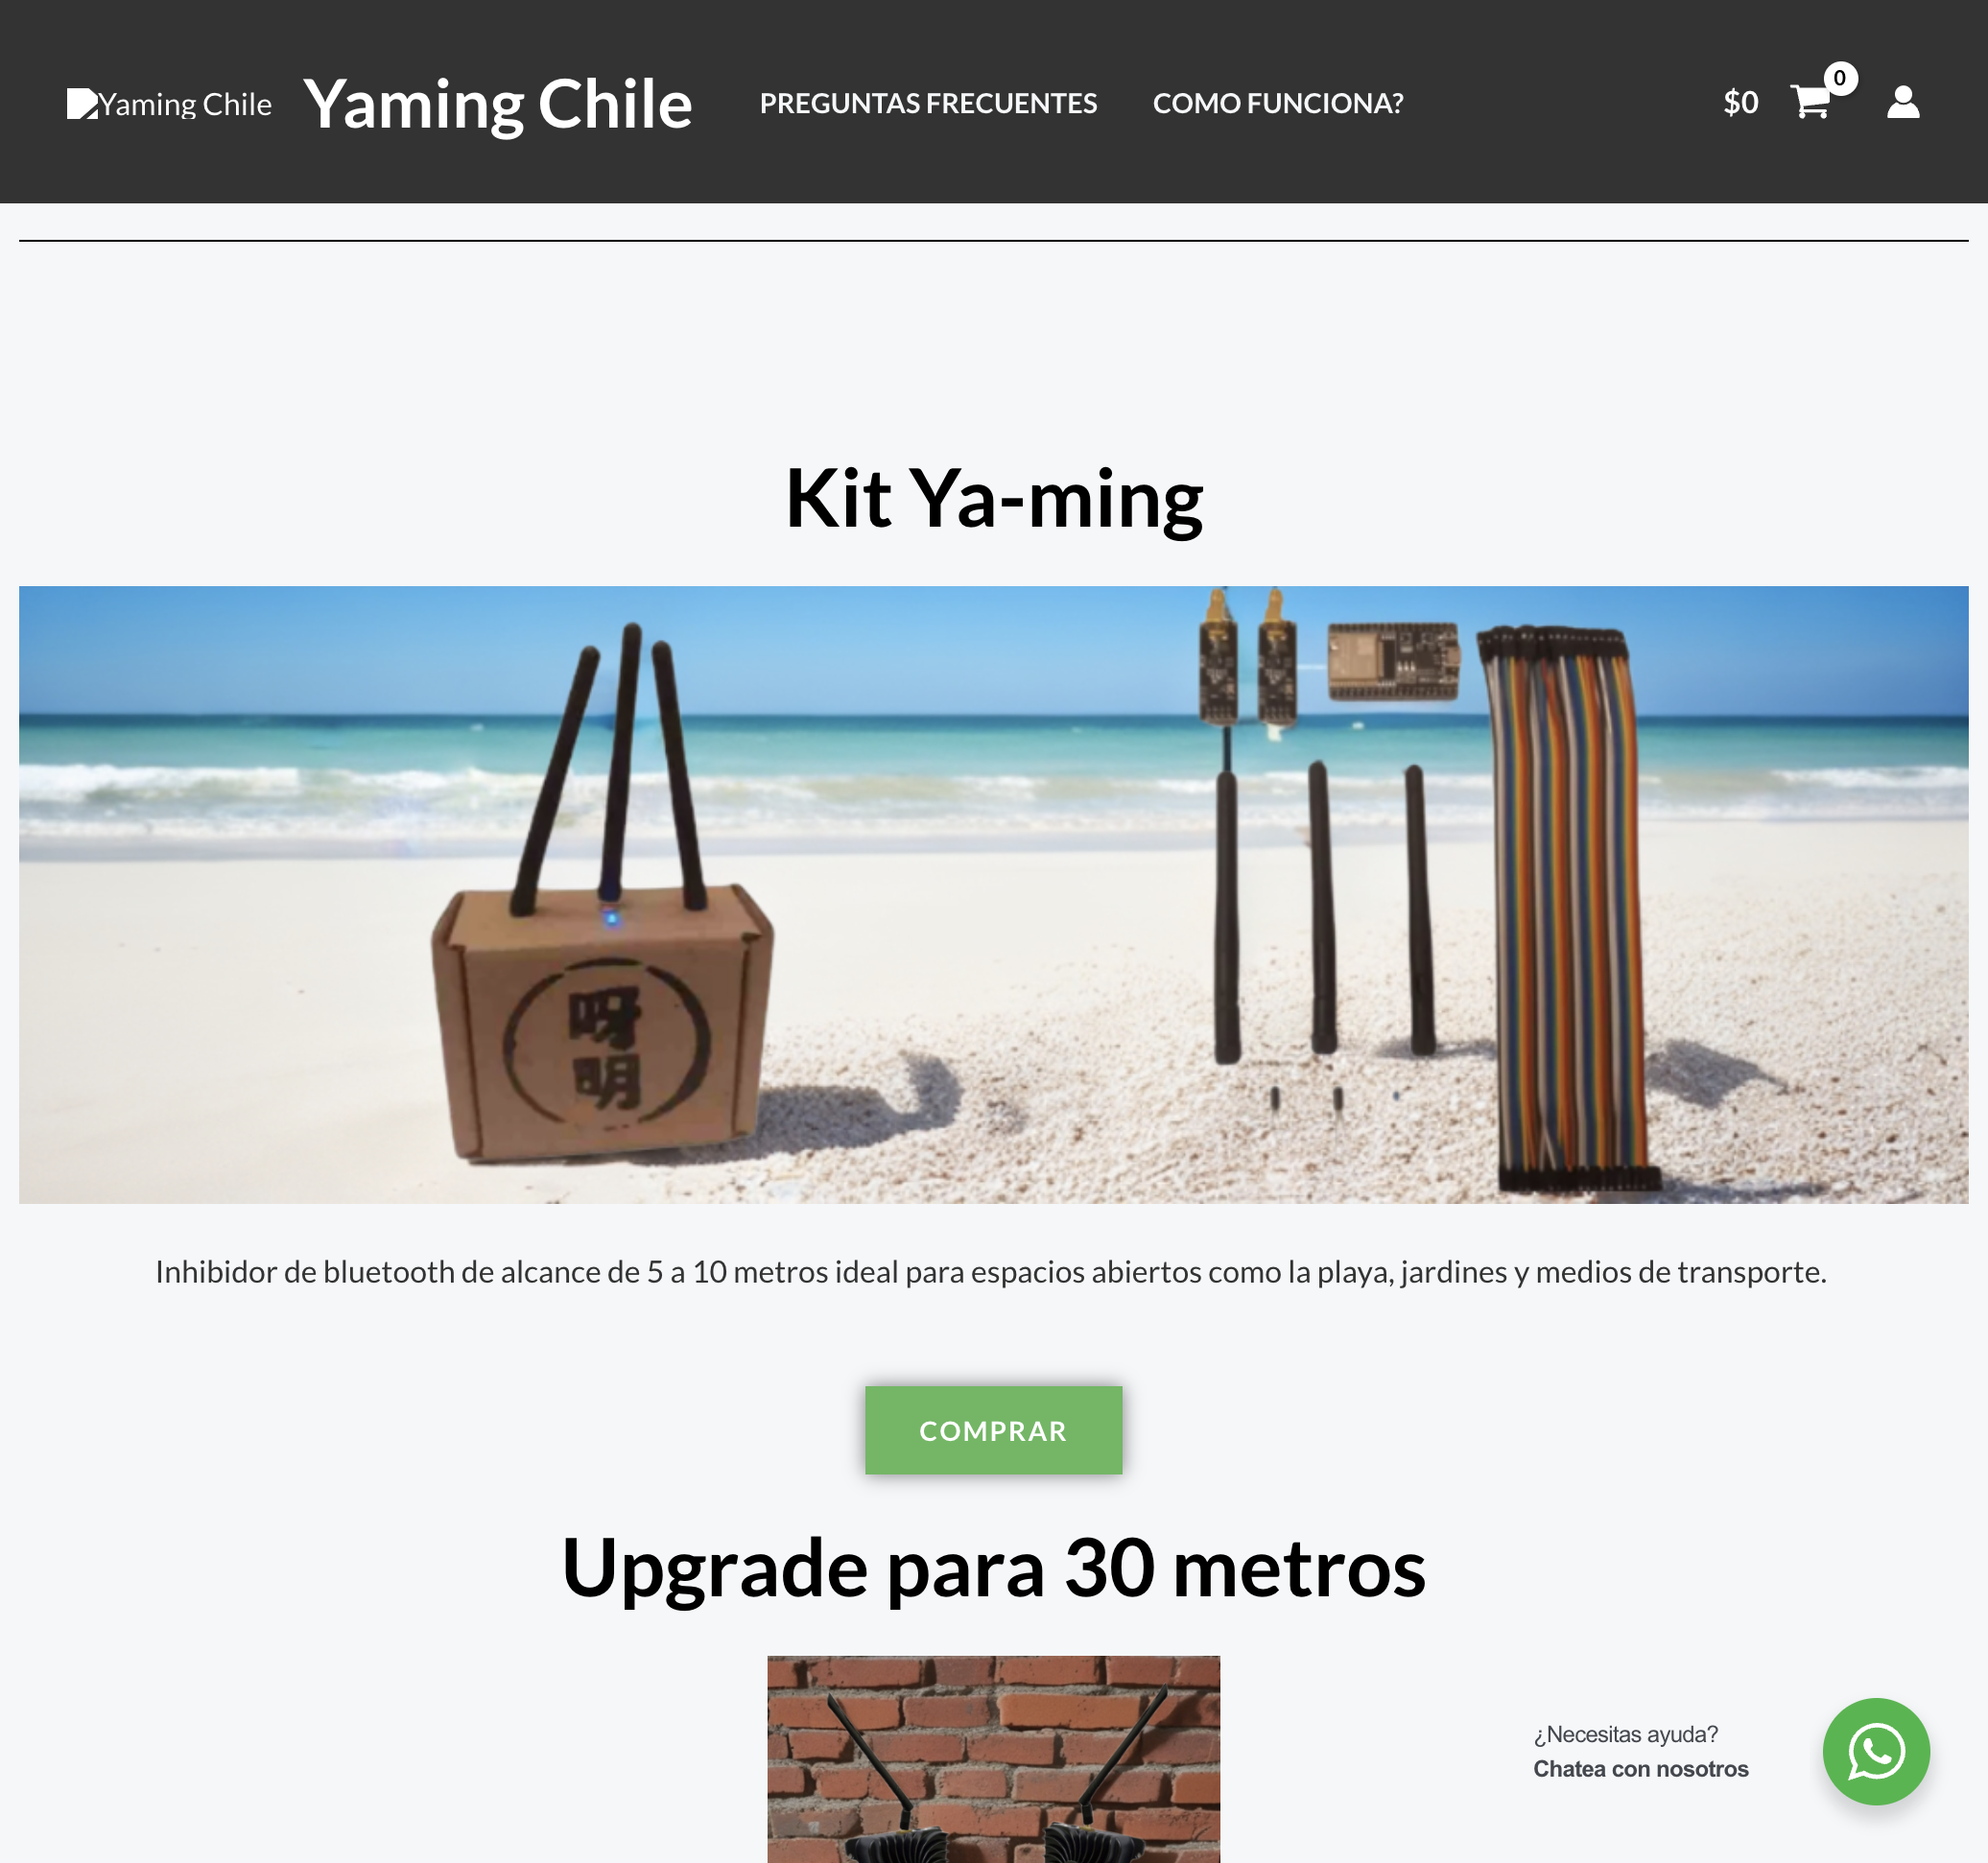 Yaming Chile
Yaming Chile
PREGUNTAS FRECUENTES
COMO FUNCIONA?
$0
0
Kit Ya-ming
呀
明
Inhibidor de bluetooth de alcance de 5 a 10 metros ideal para espacios abiertos como la playa, jardines y medios de transporte.
COMPRAR
Upgrade para 30 metros
¿Necesitas ayuda?
Chatea con nosotros